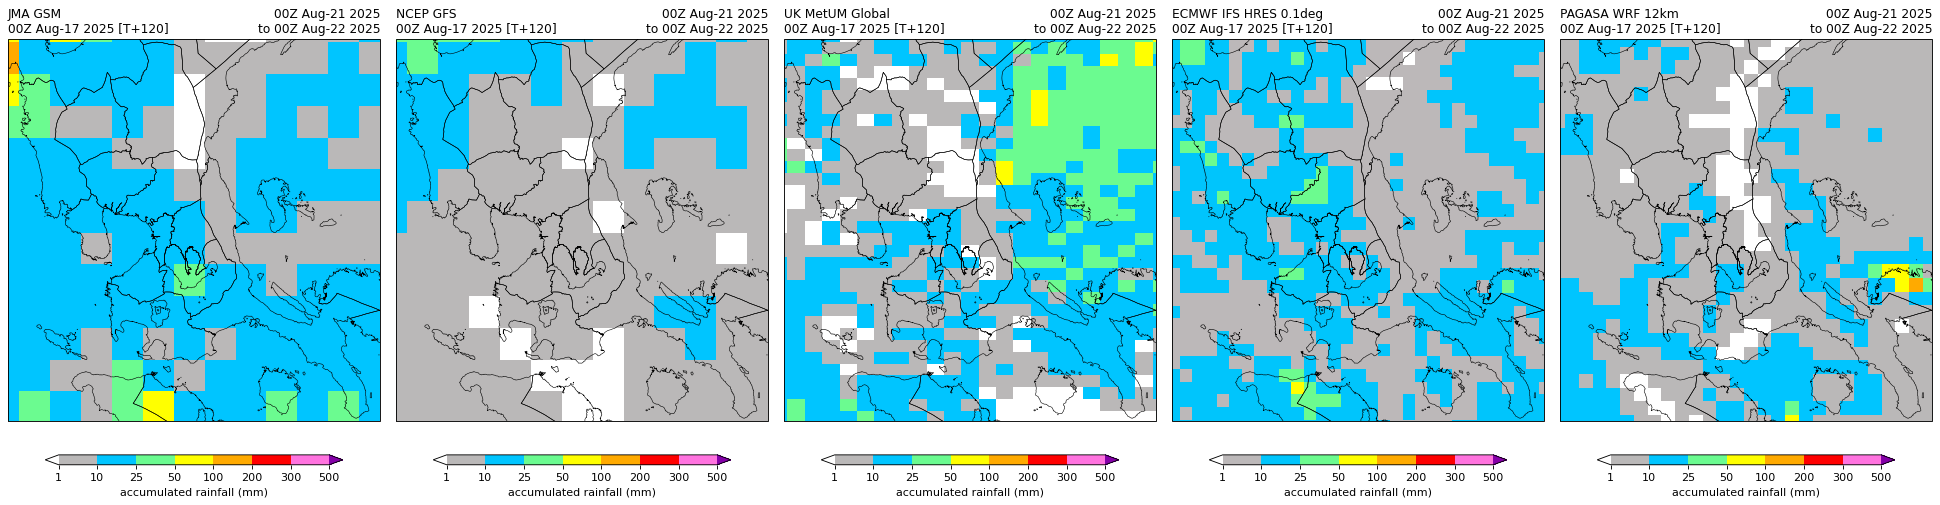 JMA GSM 00Z Aug-21 2025
00Z Aug-17 2025 [T+120] to 00Z Aug-22 2025
1 10 25 50 100 200 300 500
accumulated rainfall (mm)
NCEP GFS 00Z Aug-21 2025
00Z Aug-17 2025 [T+120] to 00Z Aug-22 2025
1 10 25 50 100 200 300 500
accumulated rainfall (mm)
UK MetUM Global 00Z Aug-21 2025
00Z Aug-17 2025 [T+120] to 00Z Aug-22 2025
1 10 25 50 100 200 300 500
accumulated rainfall (mm)
ECMWF IFS HRES 0.1deg 00Z Aug-21 2025
00Z Aug-17 2025 [T+120] to 00Z Aug-22 2025
1 10 25 50 100 200 300 500
accumulated rainfall (mm)
PAGASA WRF 12km 00Z Aug-21 2025
00Z Aug-17 2025 [T+120] to 00Z Aug-22 2025
1 10 25 50 100 200 300 500
accumulated rainfall (mm)